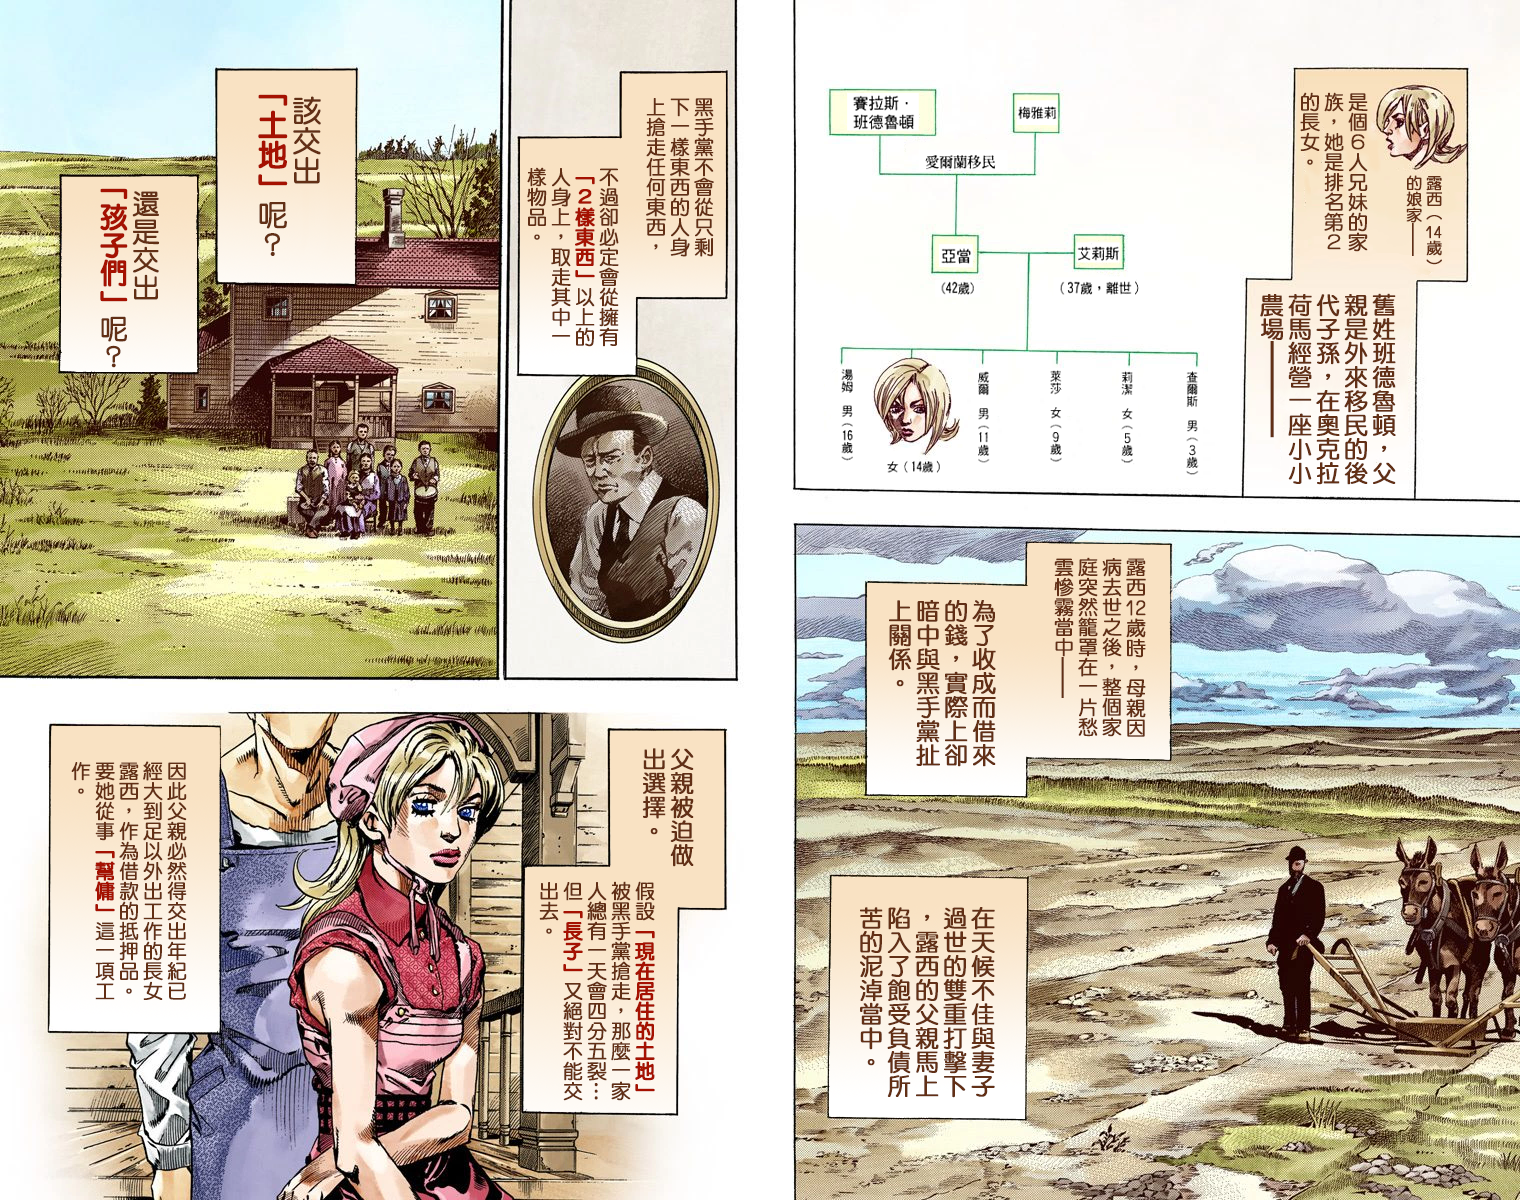 露西（14歲）
的娘家──
是個6人兄妹的家
族，她是排名第2
的長女。
舊姓班德魯頓，父
親是外來移民的後
代子孫，在奧克拉
荷馬經營一座小小
農場──
賽拉斯·
班德魯頓
梅雅莉
愛爾蘭移民
亞當
（42歲）
艾莉斯
（37歲，離世）
湯姆 男（16歲）
女（14歲）
威爾 男（11歲）
萊莎 女（9歲）
莉潔 女（5歲）
查爾斯 男（3歲）
露西12歲時，母親因
病去世之後，整個家
庭突然籠罩在一片愁
雲慘霧當中──
為了收成而借來
的錢，實際上卻
暗中與黑手黨扯
上關係。
在天候不佳與妻子
過世的雙重打擊下
，露西的父親馬上
陷入了飽受負債所
苦的泥淖當中。
黑手黨不會從只剩
下一樣東西的人身
上搶走任何東西，
不過卻必定會從擁有
「2樣東西」以上的
人身上，取走其中一
樣物品。
該交出
「土地」呢？
還是交出
「孩子們」呢？
父親被迫做
出選擇。
假設「現在居住的土地」
被黑手黨搶走，那麼一家
人總有一天會四分五裂…
但「長子」又絕對不能交
出去。
因此父親必然得交出年紀已
經大到足以外出工作的長女
露西，作為借款的抵押品。
要她從事「幫傭」這一項工
作。